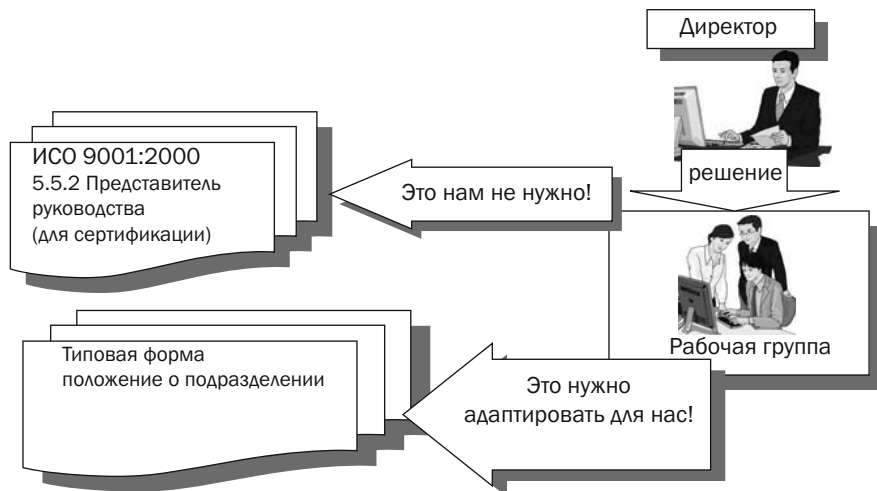 Директор
решение
ИСО 9001:2000
5.5.2 Представитель
руководства
(для сертификации)
Это нам не нужно!
Рабочая группа
Типовая форма
положение о подразделении
Это нужно
адаптировать для нас!